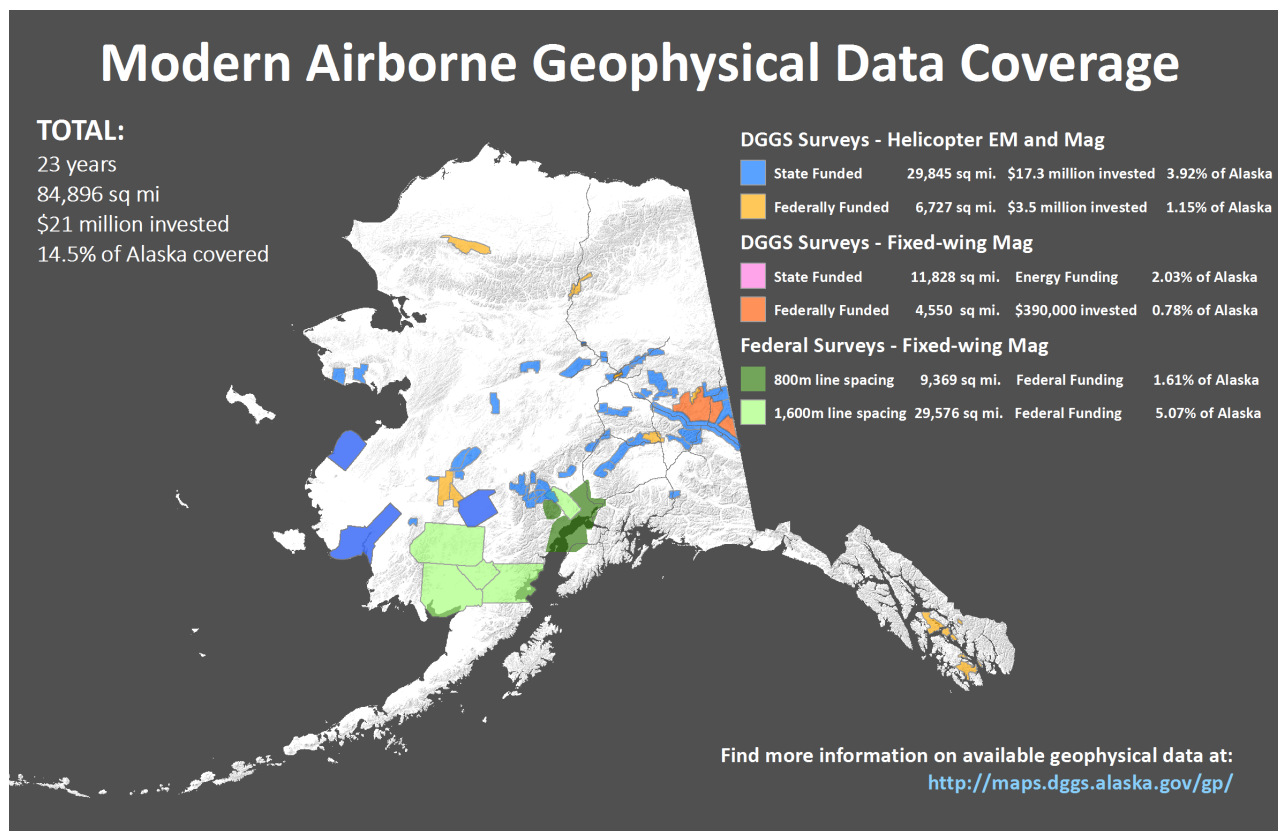 Modern Airborne Geophysical Data Coverage
TOTAL:
23 years
84,896 sq mi
$21 million invested
14.5% of Alaska covered
DGGS Surveys - Helicopter EM and Mag
State Funded 29,845 sq mi. $17.3 million invested 3.92% of Alaska
Federally Funded 6,727 sq mi. $3.5 million invested 1.15% of Alaska
DGGS Surveys - Fixed-wing Mag
State Funded 11,828 sq mi. Energy Funding 2.03% of Alaska
Federally Funded 4,550 sq mi. $390,000 invested 0.78% of Alaska
Federal Surveys - Fixed-wing Mag
800m line spacing 9,369 sq mi. Federal Funding 1.61% of Alaska
1,600m line spacing 29,576 sq mi. Federal Funding 5.07% of Alaska
Find more information on available geophysical data at:
http://maps.dggs.alaska.gov/gp/